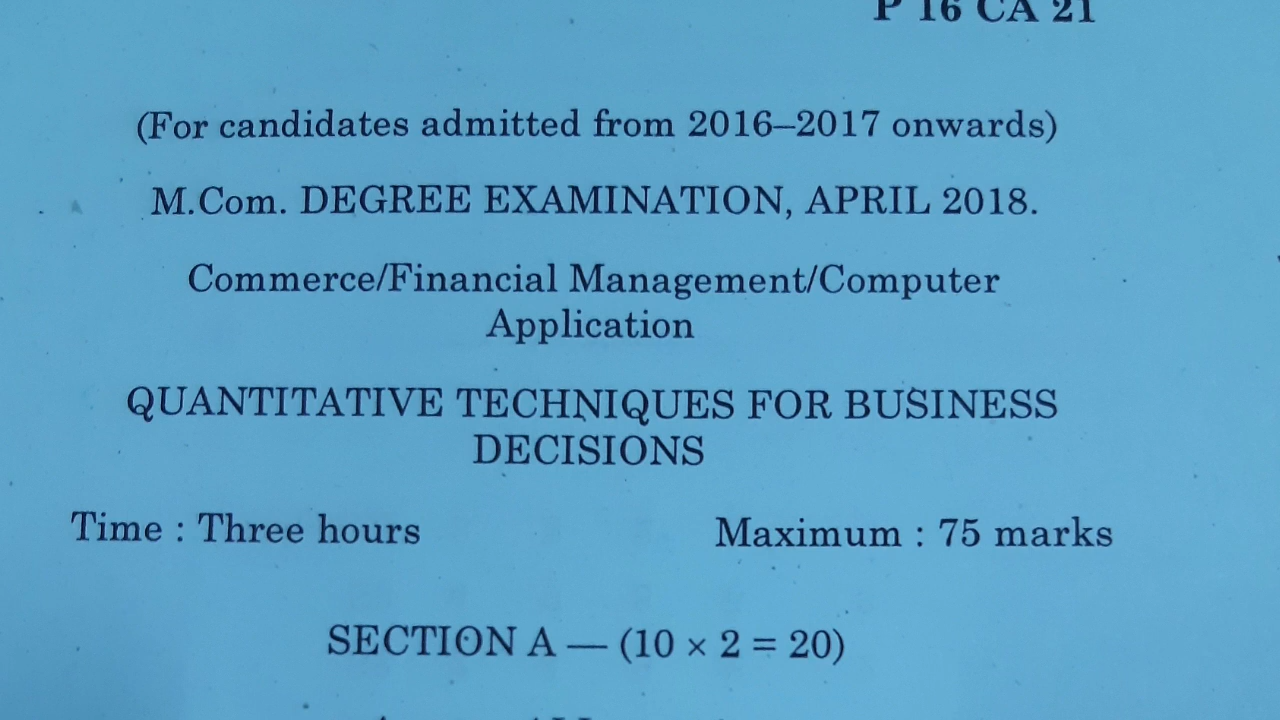 P 16 CA 21
(For candidates admitted from 2016–2017 onwards)
M.Com. DEGREE EXAMINATION, APRIL 2018.
Commerce/Financial Management/Computer
Application
QUANTITATIVE TECHNIQUES FOR BUSINESS
DECISIONS
Time : Three hours
Maximum : 75 marks
SECTION A — (10 × 2 = 20)